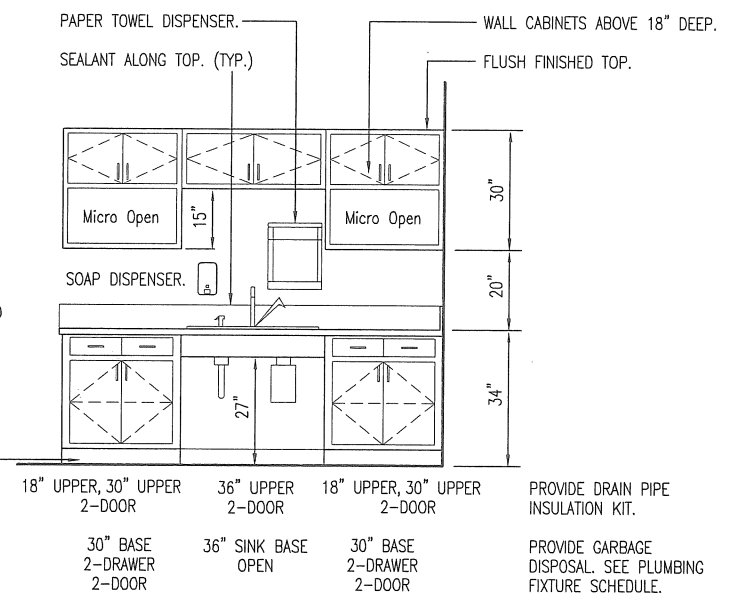 PAPER TOWEL DISPENSER.
WALL CABINETS ABOVE 18" DEEP.
SEALANT ALONG TOP. (TYP.)
FLUSH FINISHED TOP.
Micro Open
15"
Micro Open
30"
SOAP DISPENSER.
20"
27"
34"
18" UPPER, 30" UPPER
2-DOOR
36" UPPER
2-DOOR
18" UPPER, 30" UPPER
2-DOOR
PROVIDE DRAIN PIPE
INSULATION KIT.
30" BASE
2-DRAWER
2-DOOR
36" SINK BASE
OPEN
30" BASE
2-DRAWER
2-DOOR
PROVIDE GARBAGE
DISPOSAL. SEE PLUMBING
FIXTURE SCHEDULE.